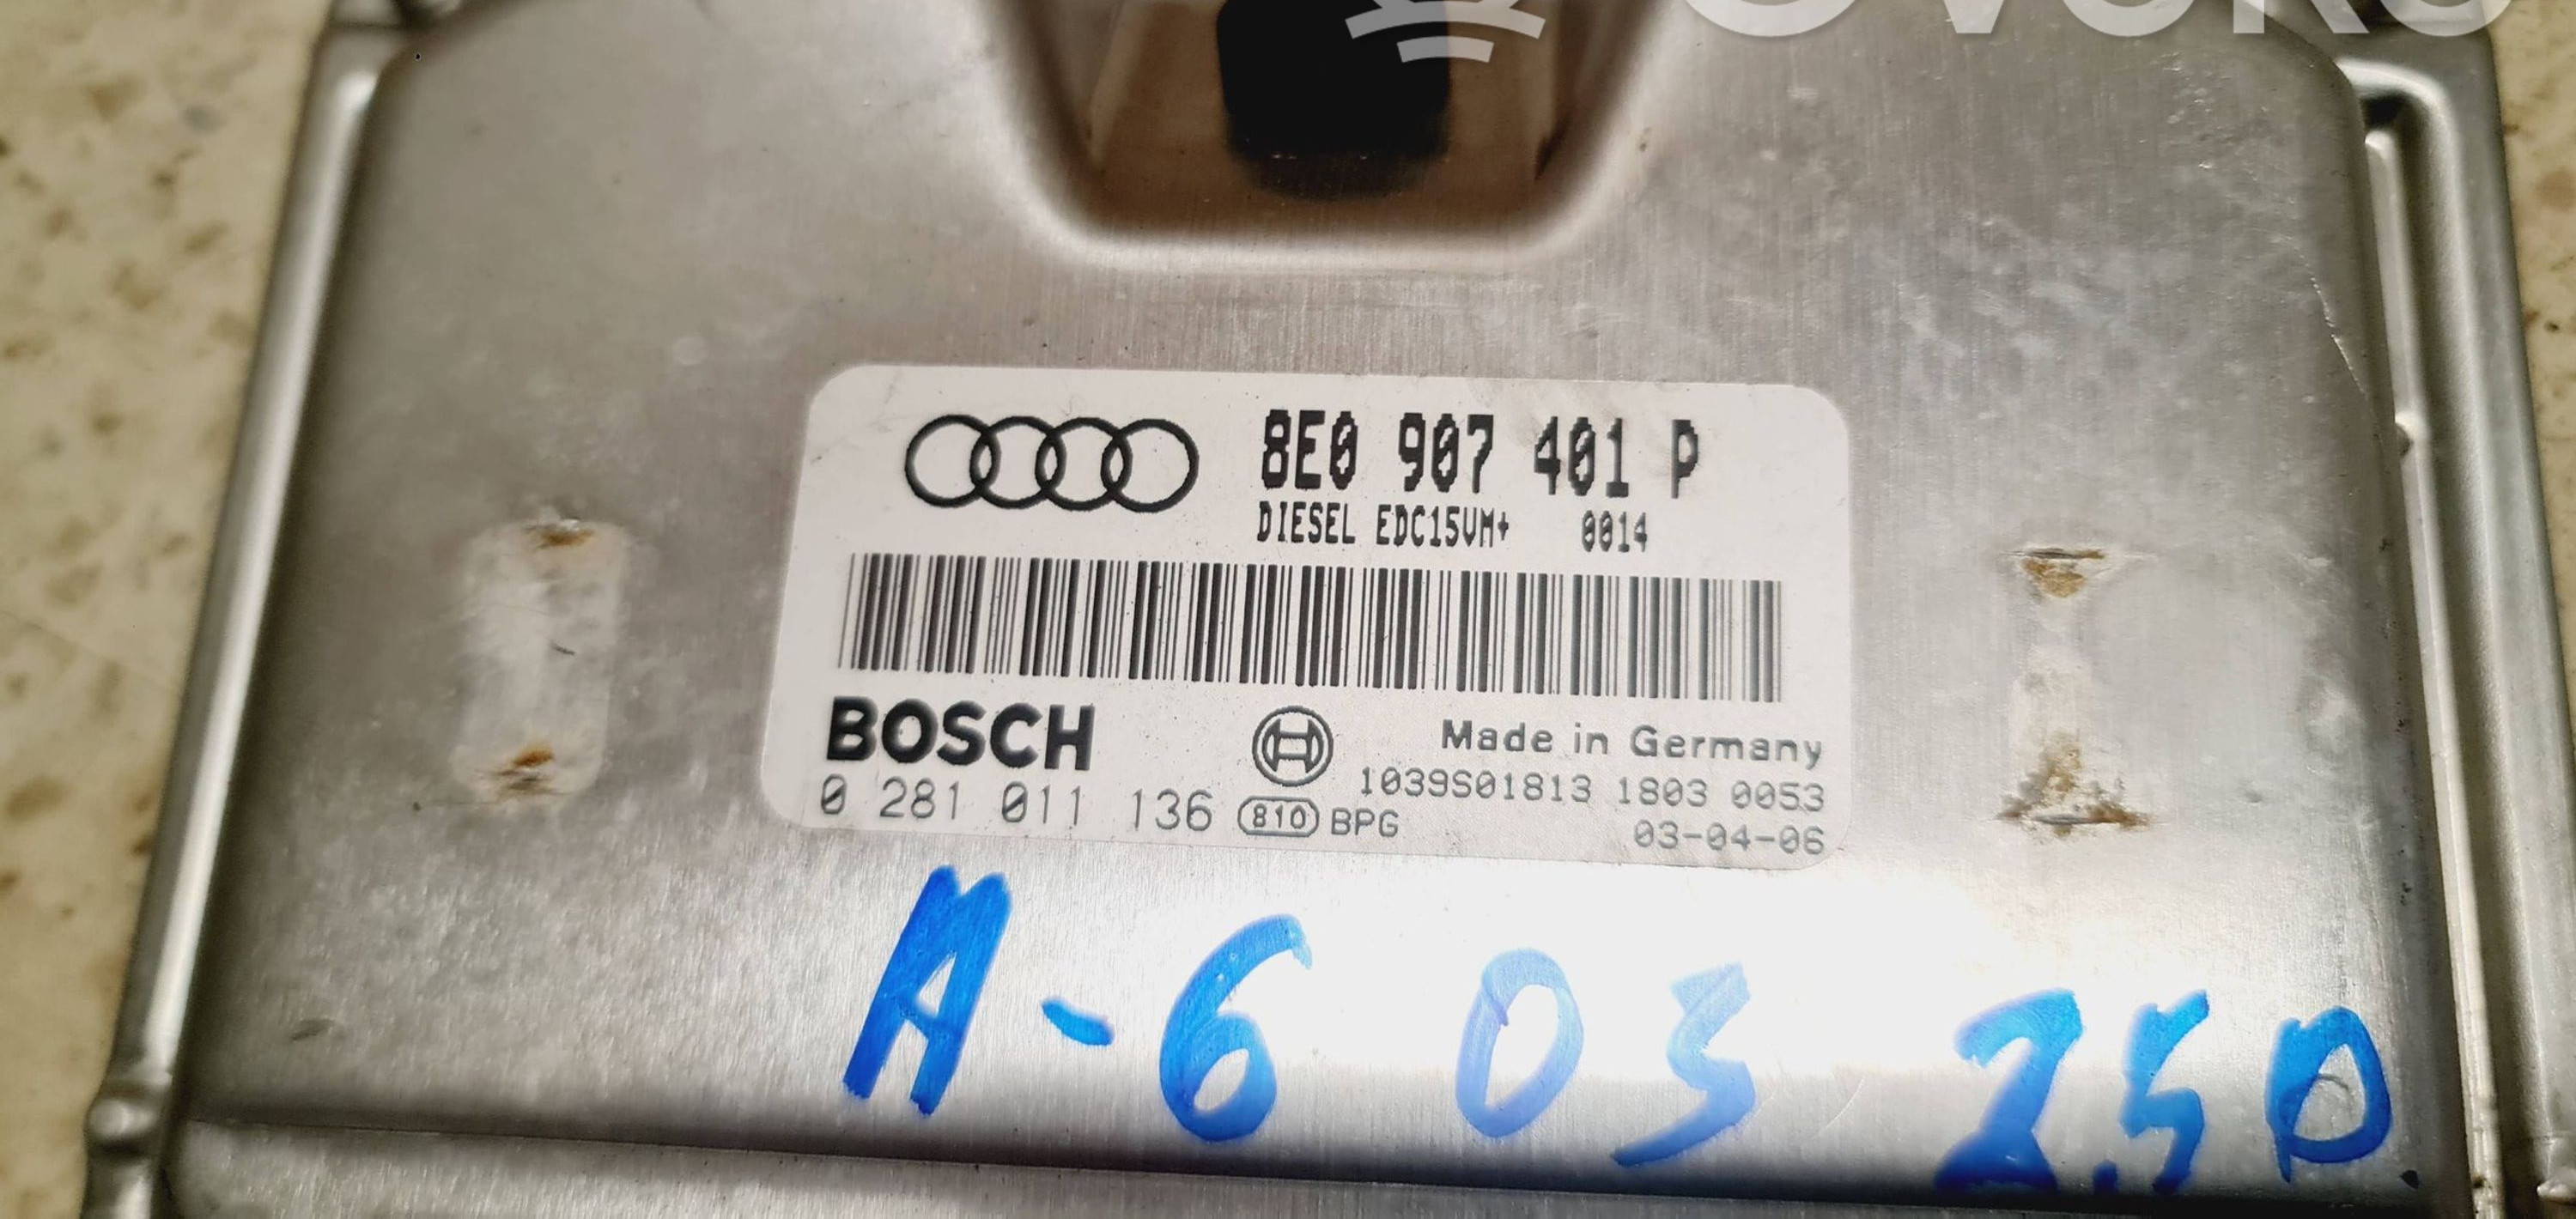 8E0 907 401 P
DIESEL EDC15VM+ 0014
BOSCH
Made in Germany
1039S01813 1803 0053
0 281 011 136 810 BPG
03-04-06
A-6 03 2.5D